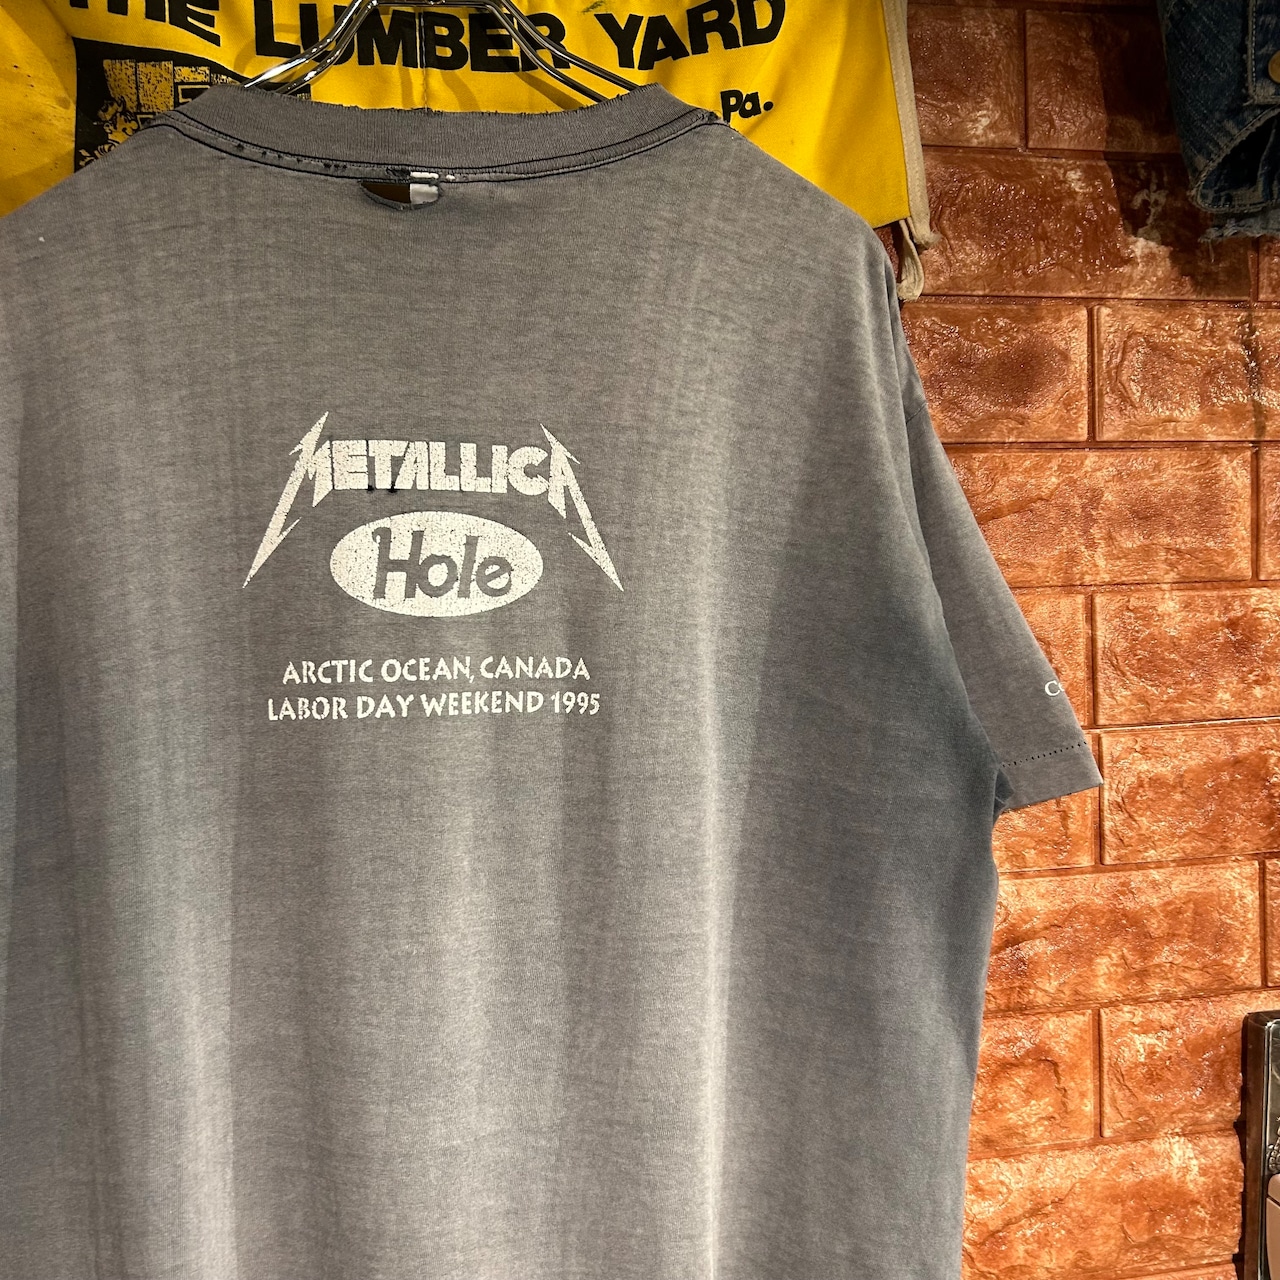 THE LUMBER YARD
Pa.
METALLICA
Hole
ARCTIC OCEAN, CANADA
LABOR DAY WEEKEND 1995